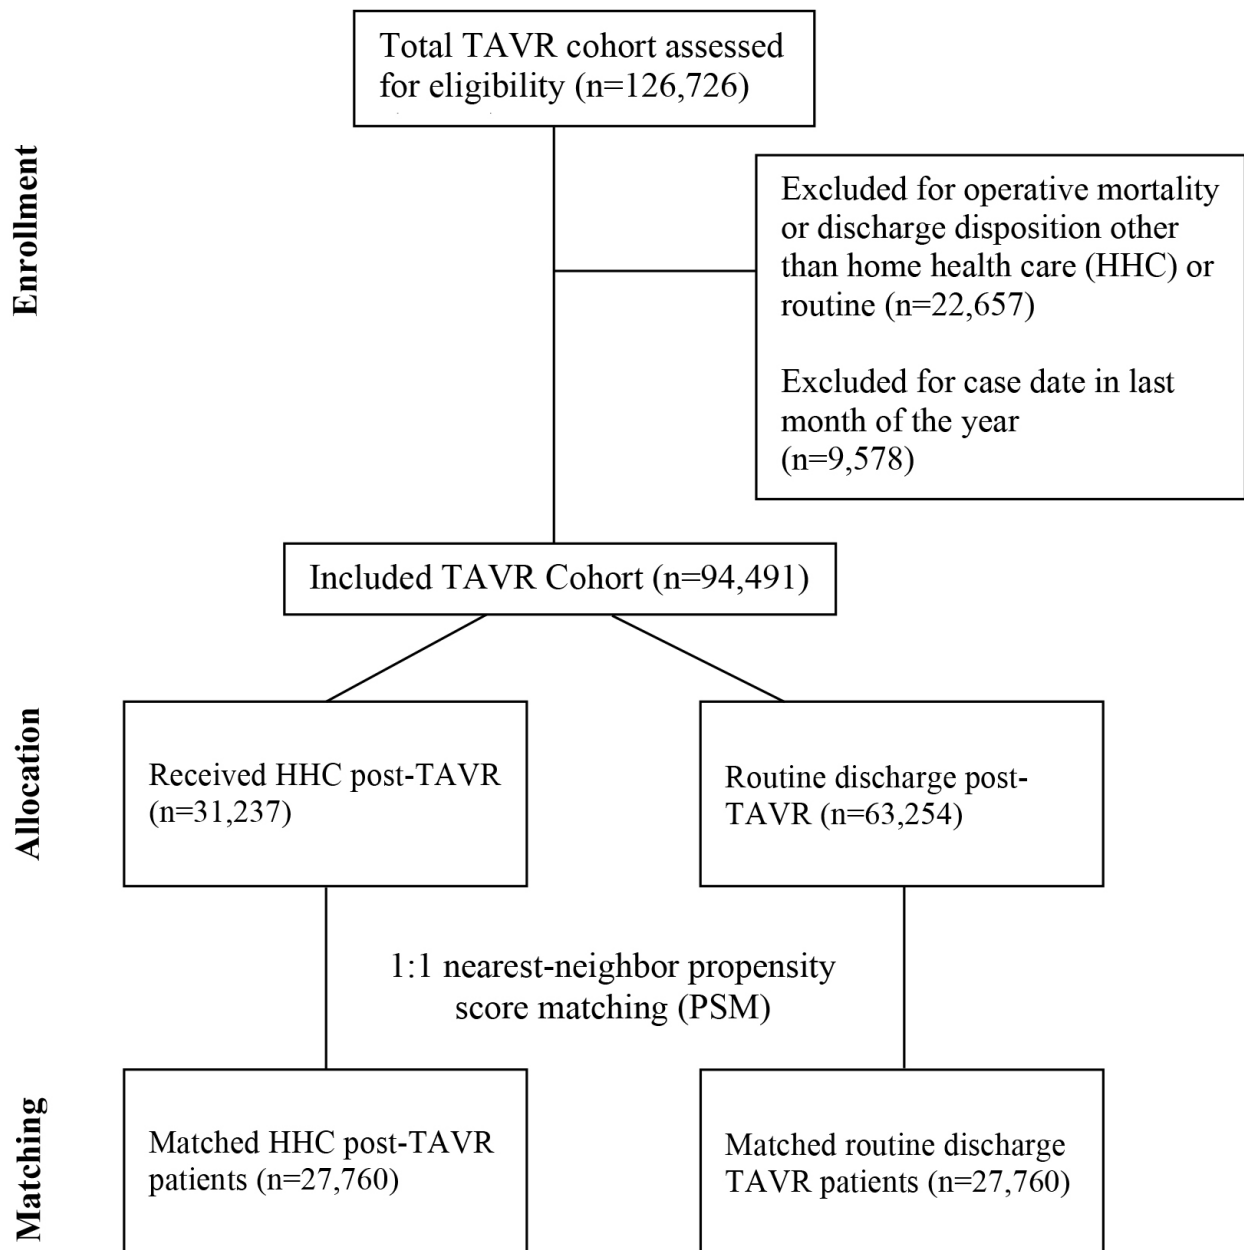 Total TAVR cohort assessed
for eligibility (n=126,726)
Enrollment
Excluded for operative mortality
or discharge disposition other
than home health care (HHC) or
routine (n=22,657)
Excluded for case date in last
month of the year
(n=9,578)
Included TAVR Cohort (n=94,491)
Allocation
Received HHC post-TAVR
(n=31,237)
Routine discharge post-
TAVR (n=63,254)
1:1 nearest-neighbor propensity
score matching (PSM)
Matching
Matched HHC post-TAVR
patients (n=27,760)
Matched routine discharge
TAVR patients (n=27,760)